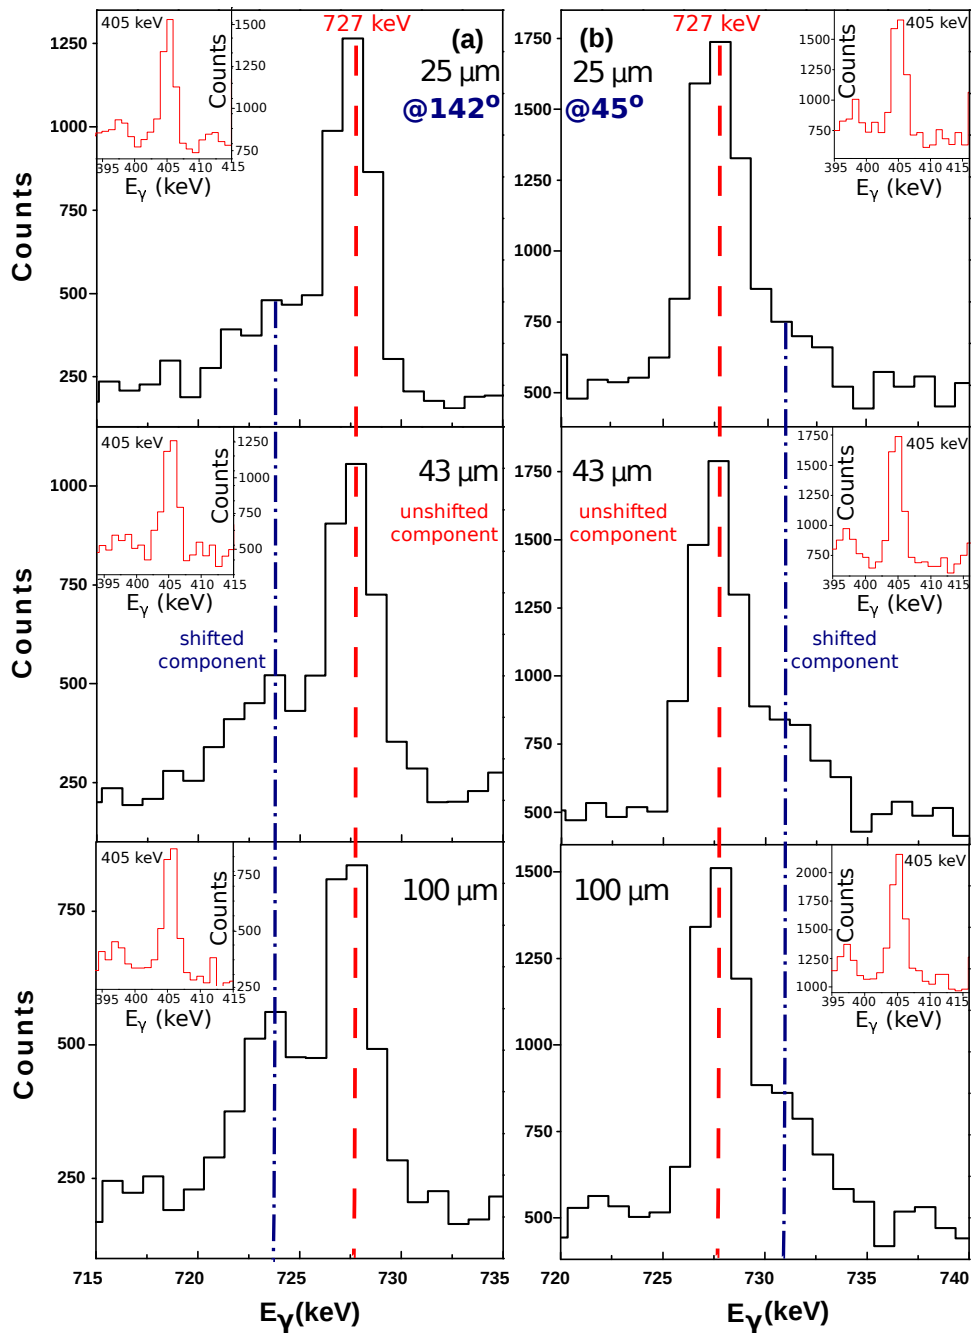 727 keV
(a)
25 μm
@142°
1250
1000
750
500
250
Counts
405 keV
Counts
1500
1250
1000
750
395 400 405 410 415
Eγ (keV)
727 keV
(b)
25 μm
@45°
1750
1500
1250
1000
750
500
405 keV
Counts
1500
1250
1000
750
395 400 405 410 415
Eγ (keV)
43 μm
unshifted
component
shifted
component
1000
750
500
250
Counts
405 keV
Counts
1250
1000
750
500
395 400 405 410 415
Eγ (keV)
43 μm
unshifted
component
shifted
component
1750
1500
1250
1000
750
500
405 keV
Counts
1750
1500
1250
1000
750
395 400 405 410 415
Eγ (keV)
100 μm
750
500
250
Counts
405 keV
Counts
750
500
250
395 400 405 410 415
Eγ (keV)
715 720 725 730 735
Eγ(keV)
100 μm
1500
1250
1000
750
500
405 keV
Counts
2000
1750
1500
1250
1000
395 400 405 410 415
Eγ (keV)
720 725 730 735 740
Eγ(keV)